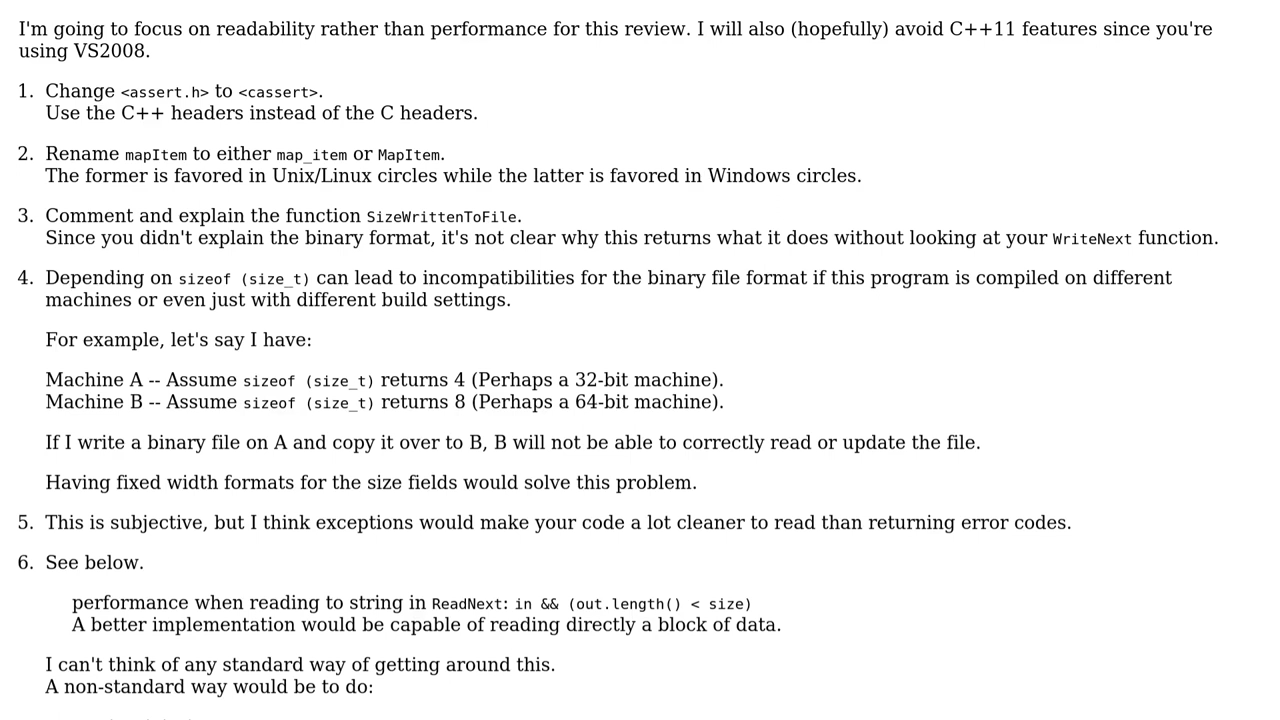 I'm going to focus on readability rather than performance for this review. I will also (hopefully) avoid C++11 features since you're
using VS2008.
1. Change <assert.h> to <cassert>.
Use the C++ headers instead of the C headers.
2. Rename mapItem to either map_item or MapItem.
The former is favored in Unix/Linux circles while the latter is favored in Windows circles.
3. Comment and explain the function SizeWrittenToFile.
Since you didn't explain the binary format, it's not clear why this returns what it does without looking at your WriteNext function.
4. Depending on sizeof (size_t) can lead to incompatibilities for the binary file format if this program is compiled on different
machines or even just with different build settings.
For example, let's say I have:
Machine A -- Assume sizeof (size_t) returns 4 (Perhaps a 32-bit machine).
Machine B -- Assume sizeof (size_t) returns 8 (Perhaps a 64-bit machine).
If I write a binary file on A and copy it over to B, B will not be able to correctly read or update the file.
Having fixed width formats for the size fields would solve this problem.
5. This is subjective, but I think exceptions would make your code a lot cleaner to read than returning error codes.
6. See below.
performance when reading to string in ReadNext: in && (out.length() < size)
A better implementation would be capable of reading directly a block of data.
I can't think of any standard way of getting around this.
A non-standard way would be to do: